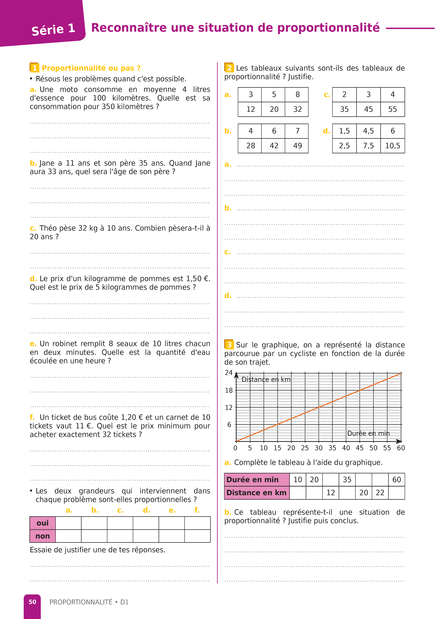 Série 1
Reconnaître une situation de proportionnalité
1 Proportionnalité ou pas ?
• Résous les problèmes quand c'est possible.
a. Une moto consomme en moyenne 4 litres
d'essence pour 100 kilomètres. Quelle est sa
consommation pour 350 kilomètres ?
b. Jane a 11 ans et son père 35 ans. Quand Jane
aura 33 ans, quel sera l'âge de son père ?
c. Théo pèse 32 kg à 10 ans. Combien pèsera-t-il à
20 ans ?
d. Le prix d'un kilogramme de pommes est 1,50 €.
Quel est le prix de 5 kilogrammes de pommes ?
e. Un robinet remplit 8 seaux de 10 litres chacun
en deux minutes. Quelle est la quantité d'eau
écoulée en une heure ?
f. Un ticket de bus coûte 1,20 € et un carnet de 10
tickets vaut 11 €. Quel est le prix minimum pour
acheter exactement 32 tickets ?
• Les deux grandeurs qui interviennent dans
chaque problème sont-elles proportionnelles ?
a. b. c. d. e. f.
oui
non
Essaie de justifier une de tes réponses.
2 Les tableaux suivants sont-ils des tableaux de
proportionnalité ? Justifie.
a. 3 5 8
12 20 32
c. 2 3 4
35 45 55
b. 4 6 7
28 42 49
d. 1,5 4,5 6
2,5 7,5 10,5
a.
b.
c.
d.
3 Sur le graphique, on a représenté la distance
parcourue par un cycliste en fonction de la durée
de son trajet.
24
Distance en km
18
12
6
Durée en min
0 5 10 15 20 25 30 35 40 45 50 55 60
a. Complète le tableau à l'aide du graphique.
Durée en min 10 20 35 60
Distance en km 12 20 22
b. Ce tableau représente-t-il une situation de
proportionnalité ? Justifie puis conclus.
50 PROPORTIONNALITÉ • D1